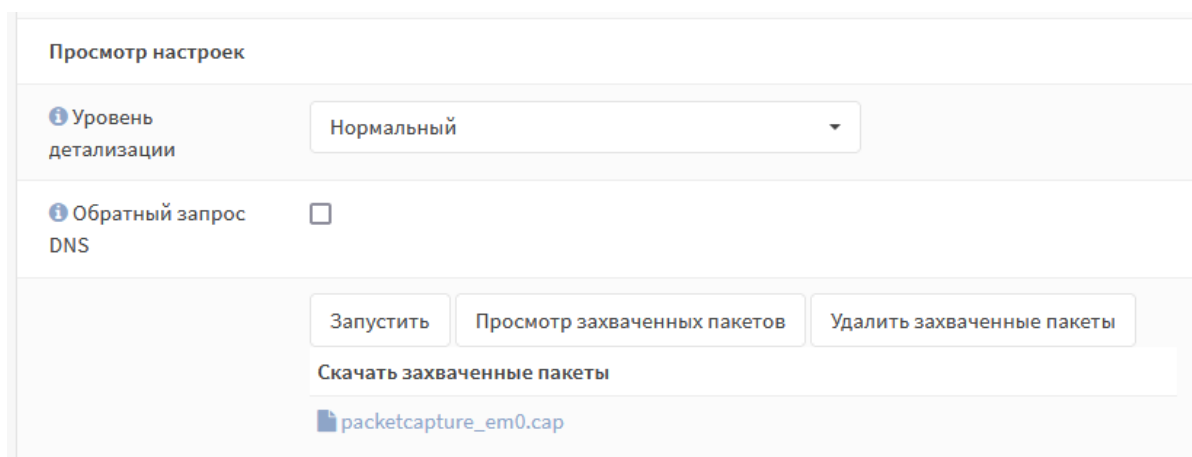 Просмотр настроек
Уровень
детализации
Нормальный
Обратный запрос
DNS
Запустить
Просмотр захваченных пакетов
Удалить захваченные пакеты
Скачать захваченные пакеты
packetcapture_em0.cap